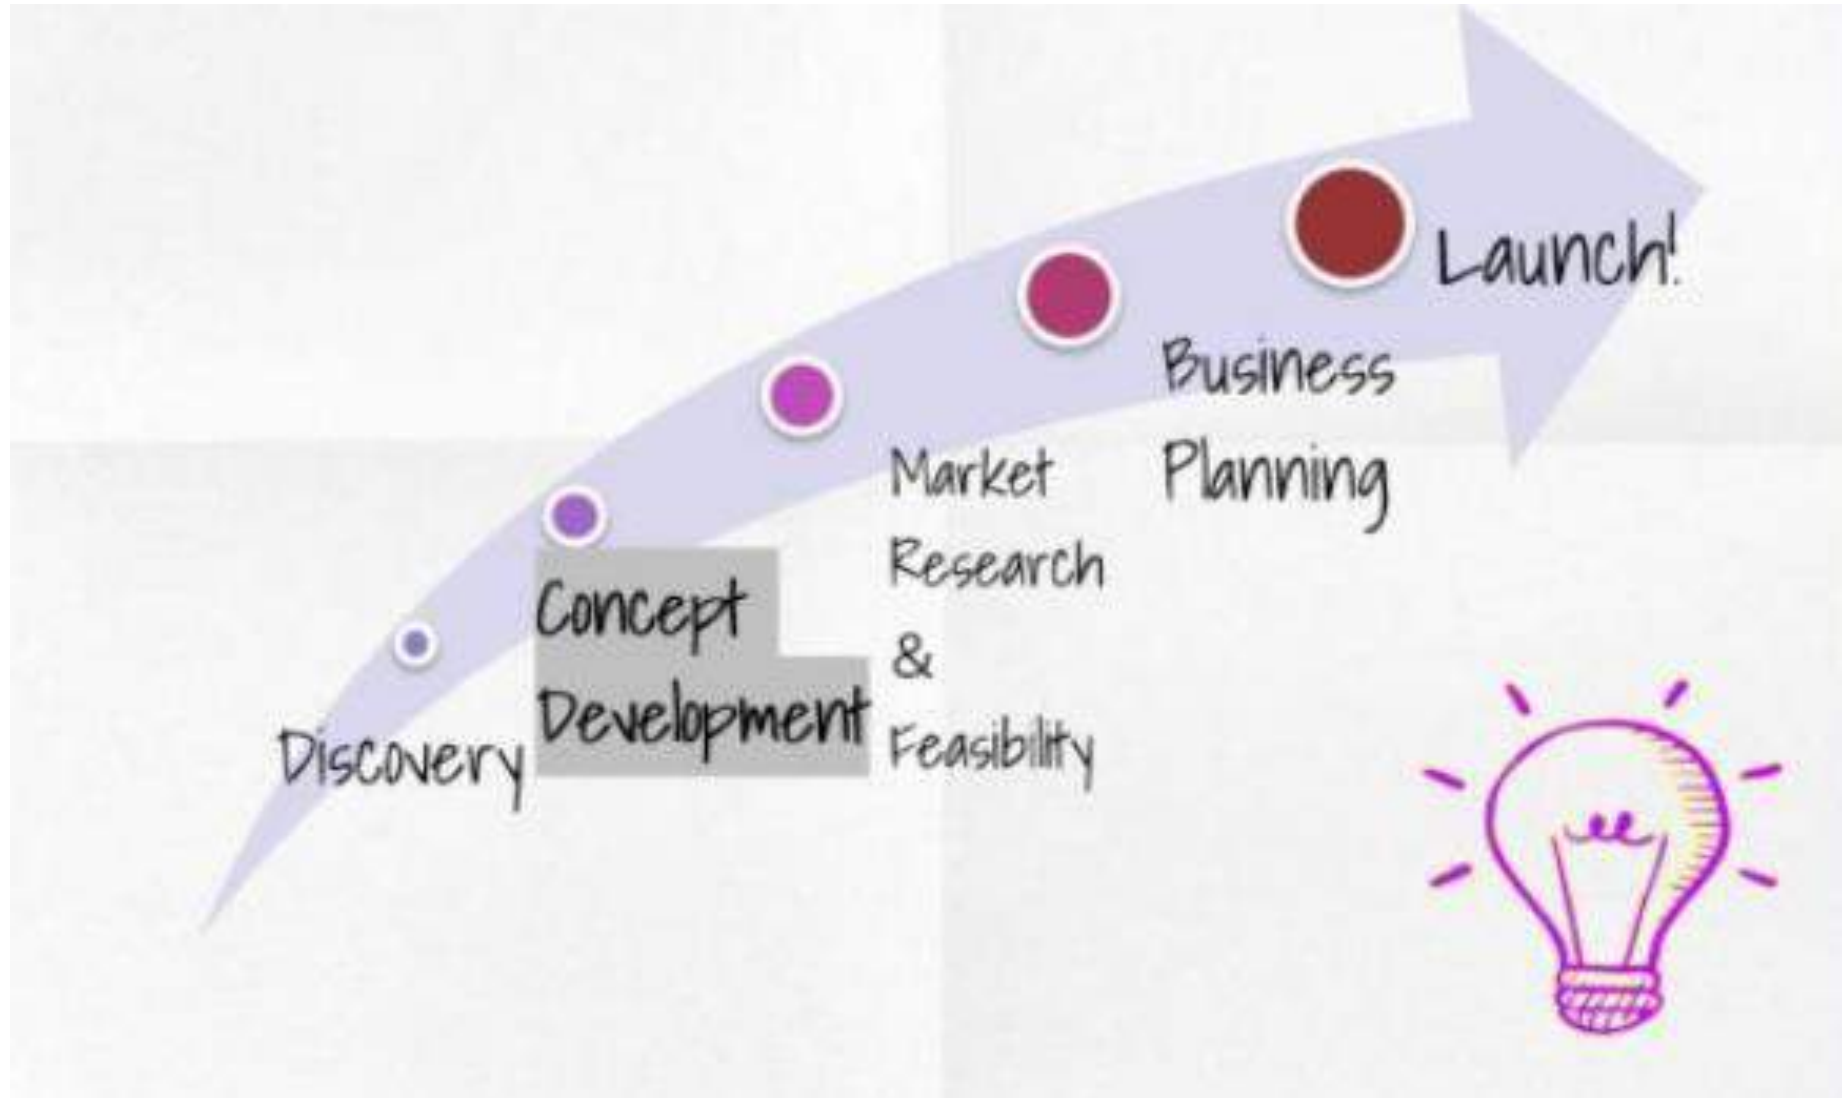 Discovery
Concept
Development
Market
Research
&
Feasibility
Business
Planning
Launch!